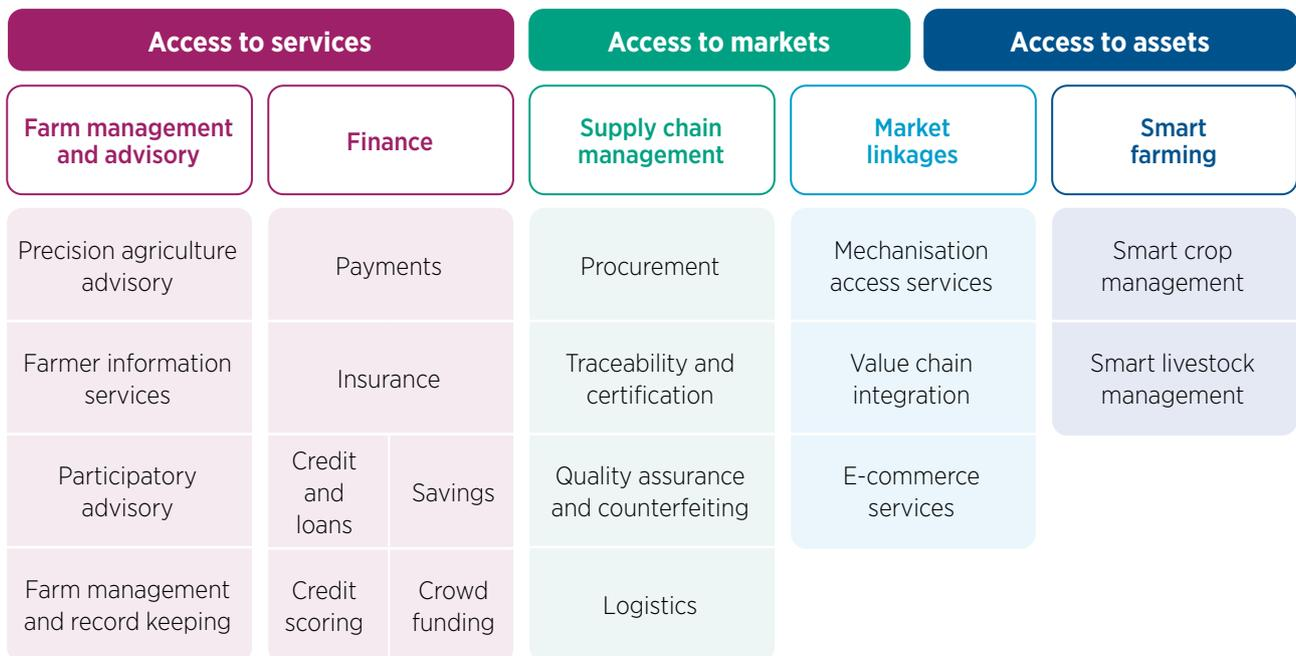 Access to services
Access to markets
Access to assets
Farm management
and advisory
Finance
Supply chain
management
Market
linkages
Smart
farming
Precision agriculture
advisory
Payments
Procurement
Mechanisation
access services
Smart crop
management
Farmer information
services
Insurance
Traceability and
certification
Value chain
integration
Smart livestock
management
Participatory
advisory
Credit
and
loans
Savings
Quality assurance
and counterfeiting
E-commerce
services
Farm management
and record keeping
Credit
scoring
Crowd
funding
Logistics